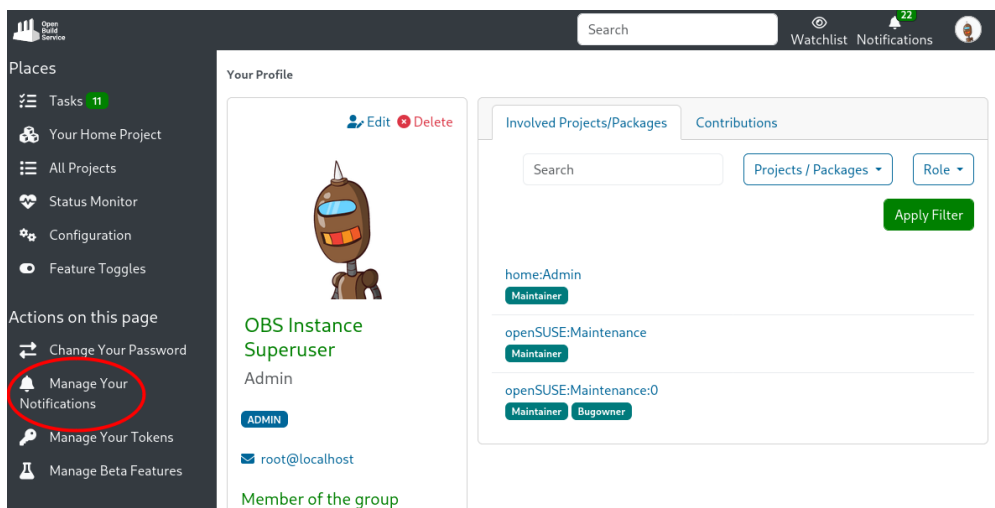 Open
Build
Service
Search
22
Watchlist Notifications
Places
Tasks 11
Your Home Project
All Projects
Status Monitor
Configuration
Feature Toggles
Actions on this page
Change Your Password
Manage Your
Notifications
Manage Your Tokens
Manage Beta Features
Your Profile
Edit Delete
OBS Instance
Superuser
Admin
ADMIN
root@localhost
Member of the group
Involved Projects/Packages Contributions
Search Projects / Packages Role
Apply Filter
home:Admin
Maintainer
openSUSE:Maintenance
Maintainer
openSUSE:Maintenance:0
Maintainer Bugowner